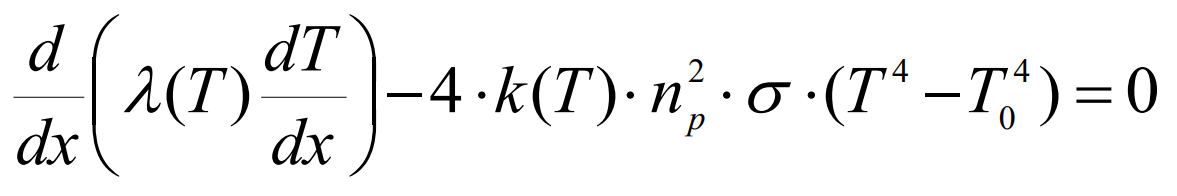 d/dx ( λ(T) dT/dx ) − 4 · k(T) · n_p^2 · σ · (T^4 − T_0^4) = 0